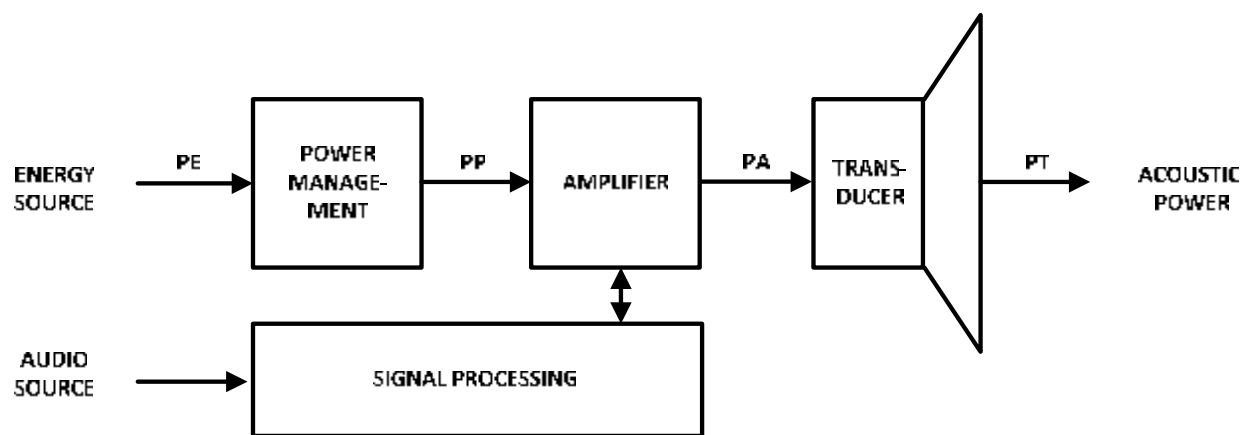 ENERGY
SOURCE
PE
POWER
MANAGE-
MENT
PP
AMPLIFIER
PA
TRANS-
DUCER
PT
ACOUSTIC
POWER
AUDIO
SOURCE
SIGNAL PROCESSING